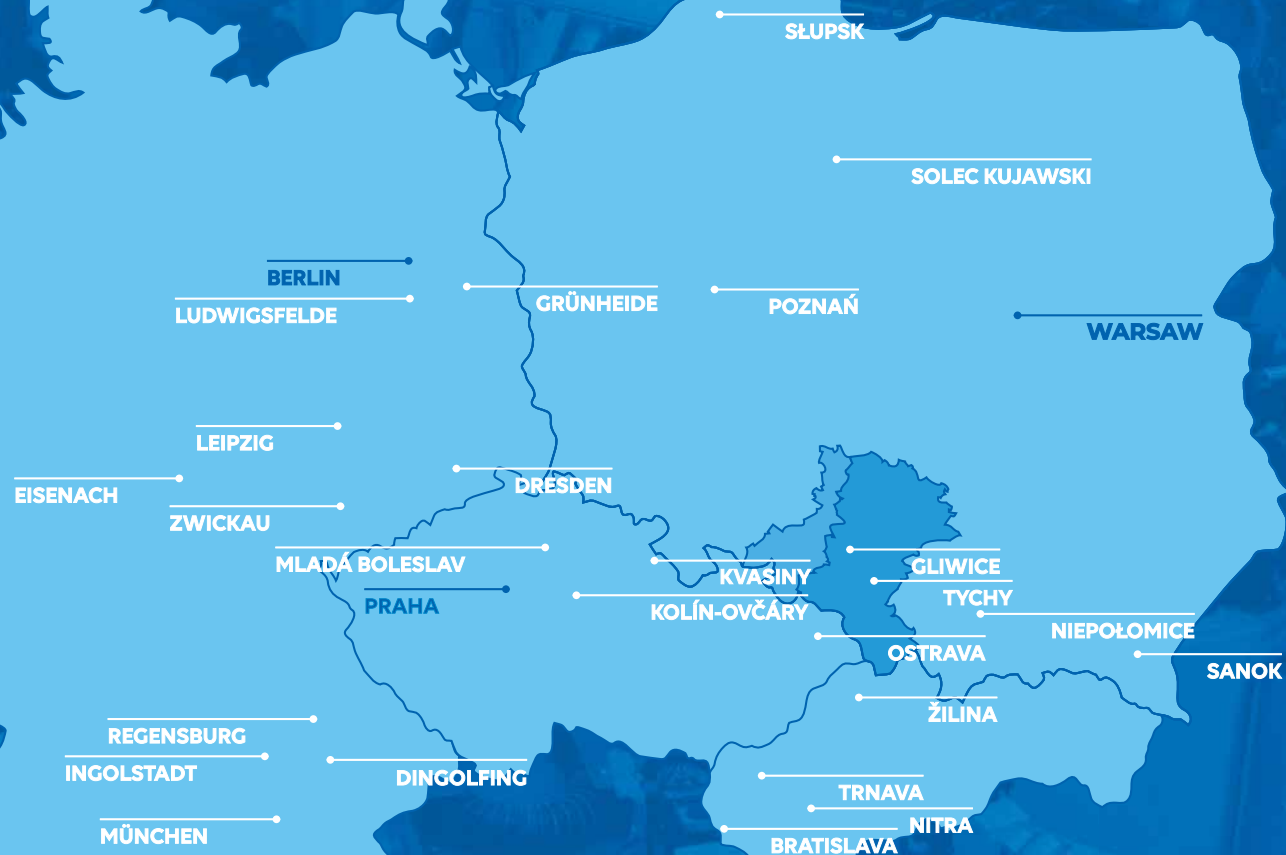 SŁUPSK
SOLEC KUJAWSKI
BERLIN
GRÜNHEIDE
POZNAŃ
LUDWIGSFELDE
WARSAW
LEIPZIG
DRESDEN
EISENACH
ZWICKAU
MLADÁ BOLESLAV
GLIWICE
KVASINY
TYCHY
PRAHA
KOLÍN-OVČÁRY
NIEPOŁOMICE
OSTRAVA
SANOK
ŽILINA
REGENSBURG
INGOLSTADT
DINGOLFING
TRNAVA
NITRA
MÜNCHEN
BRATISLAVA